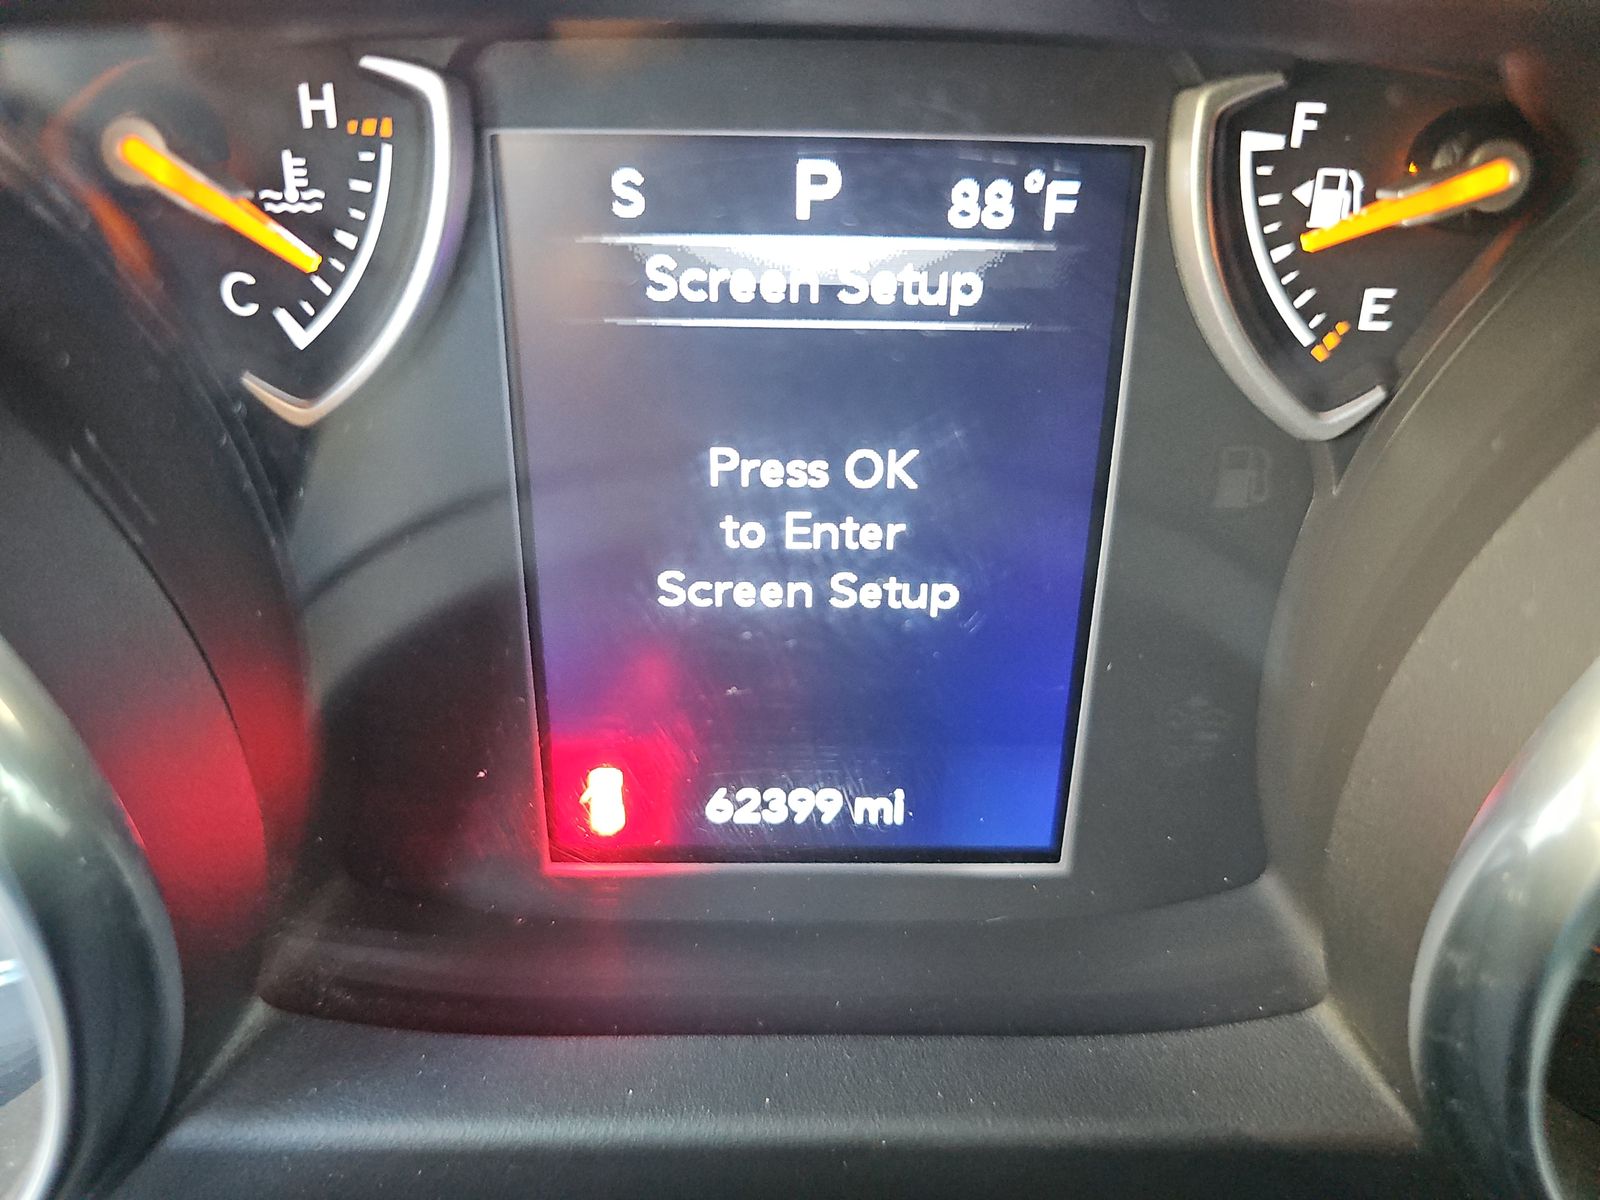 H
C
F
E
S P 88°F
Screen Setup
Press OK
to Enter
Screen Setup
62399 mi